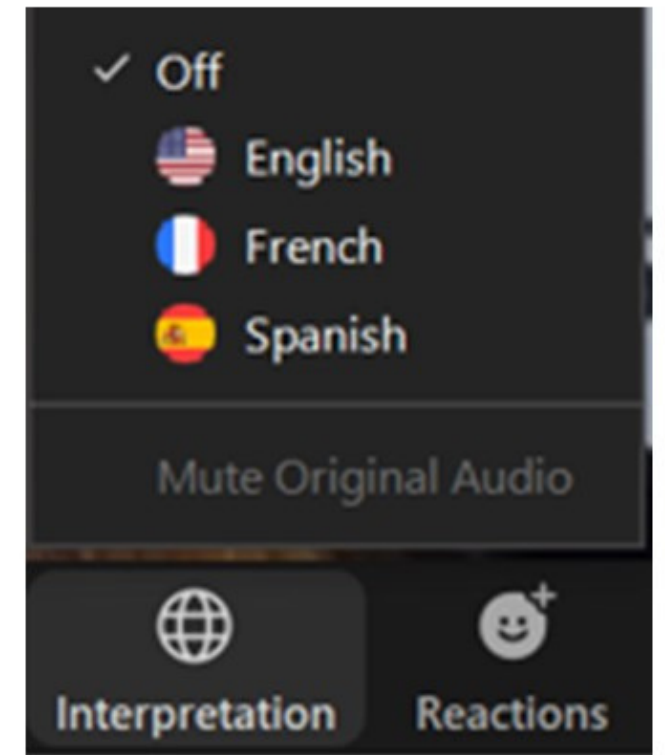 Off
English
French
Spanish
Mute Original Audio
Interpretation
Reactions